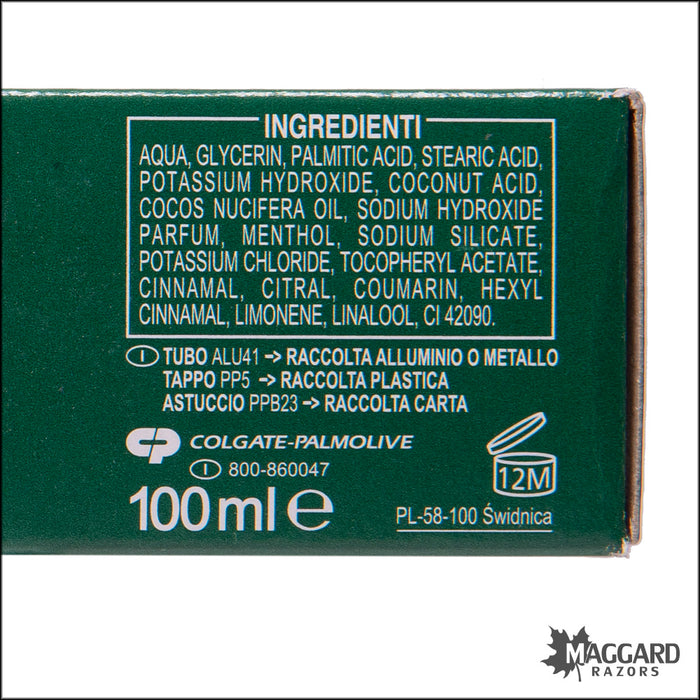 INGREDIENTI
AQUA, GLYCERIN, PALMITIC ACID, STEARIC ACID,
POTASSIUM HYDROXIDE, COCONUT ACID,
COCOS NUCIFERA OIL, SODIUM HYDROXIDE
PARFUM, MENTHOL, SODIUM SILICATE,
POTASSIUM CHLORIDE, TOCOPHERYL ACETATE,
CINNAMAL, CITRAL, COUMARIN, HEXYL
CINNAMAL, LIMONENE, LINALOOL, CI 42090.
I TUBO ALU41 → RACCOLTA ALLUMINIO O METALLO
TAPPO PP5 → RACCOLTA PLASTICA
ASTUCCIO PPB23 → RACCOLTA CARTA
CP COLGATE-PALMOLIVE
I 800-860047
100 ml e
12M
PL-58-100 Świdnica
MAGGARD
RAZORS